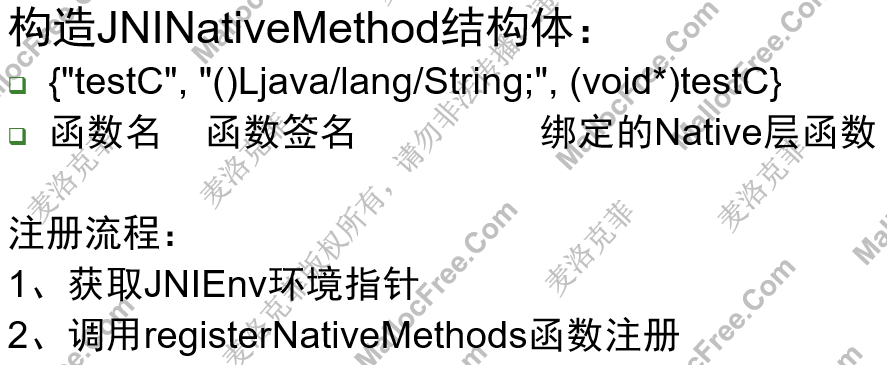 构造JNINativeMethod结构体：
{"testC", "()Ljava/lang/String;", (void*)testC}
函数名 函数签名 绑定的Native层函数
注册流程：
1、获取JNIEnv环境指针
2、调用registerNativeMethods函数注册
麦洛克菲版权所有，请勿非法传播
MallocFree.Com
麦洛克菲